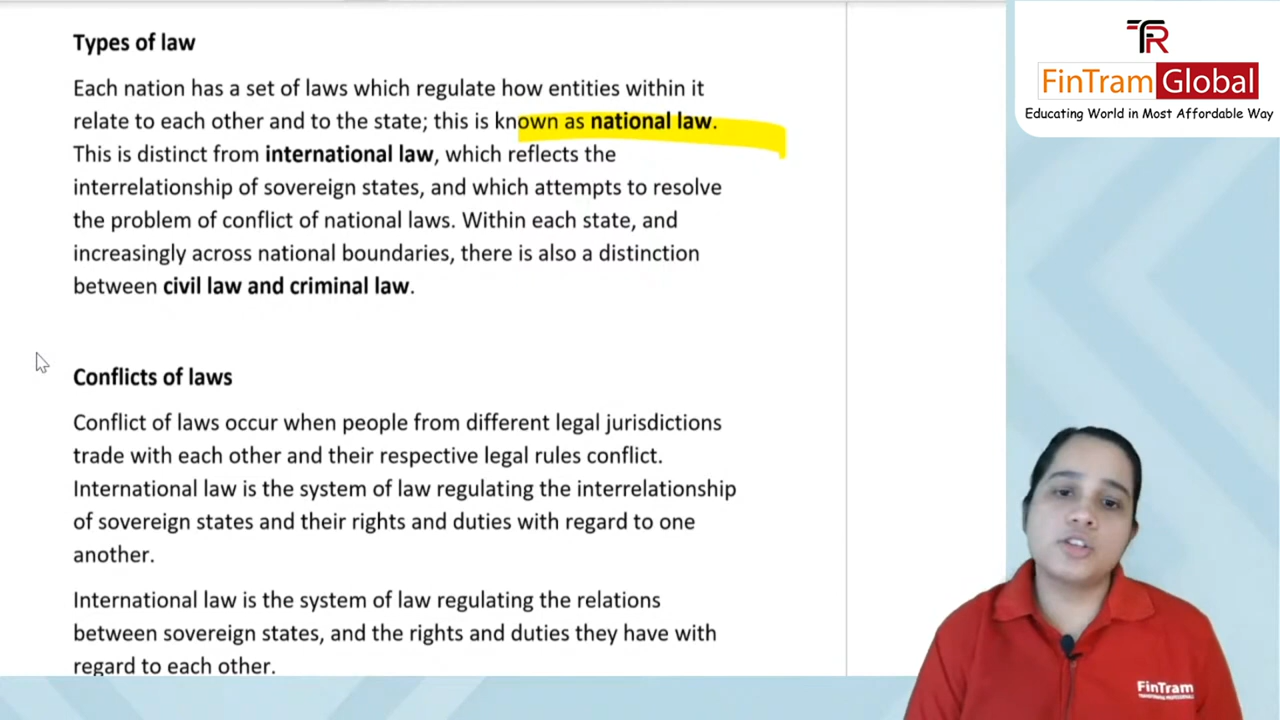 Types of law
Each nation has a set of laws which regulate how entities within it
relate to each other and to the state; this is known as national law.
This is distinct from international law, which reflects the
interrelationship of sovereign states, and which attempts to resolve
the problem of conflict of national laws. Within each state, and
increasingly across national boundaries, there is also a distinction
between civil law and criminal law.
Conflicts of laws
Conflict of laws occur when people from different legal jurisdictions
trade with each other and their respective legal rules conflict.
International law is the system of law regulating the interrelationship
of sovereign states and their rights and duties with regard to one
another.
International law is the system of law regulating the relations
between sovereign states, and the rights and duties they have with
regard to each other.
FinTram Global
Educating World in Most Affordable Way
FinTram